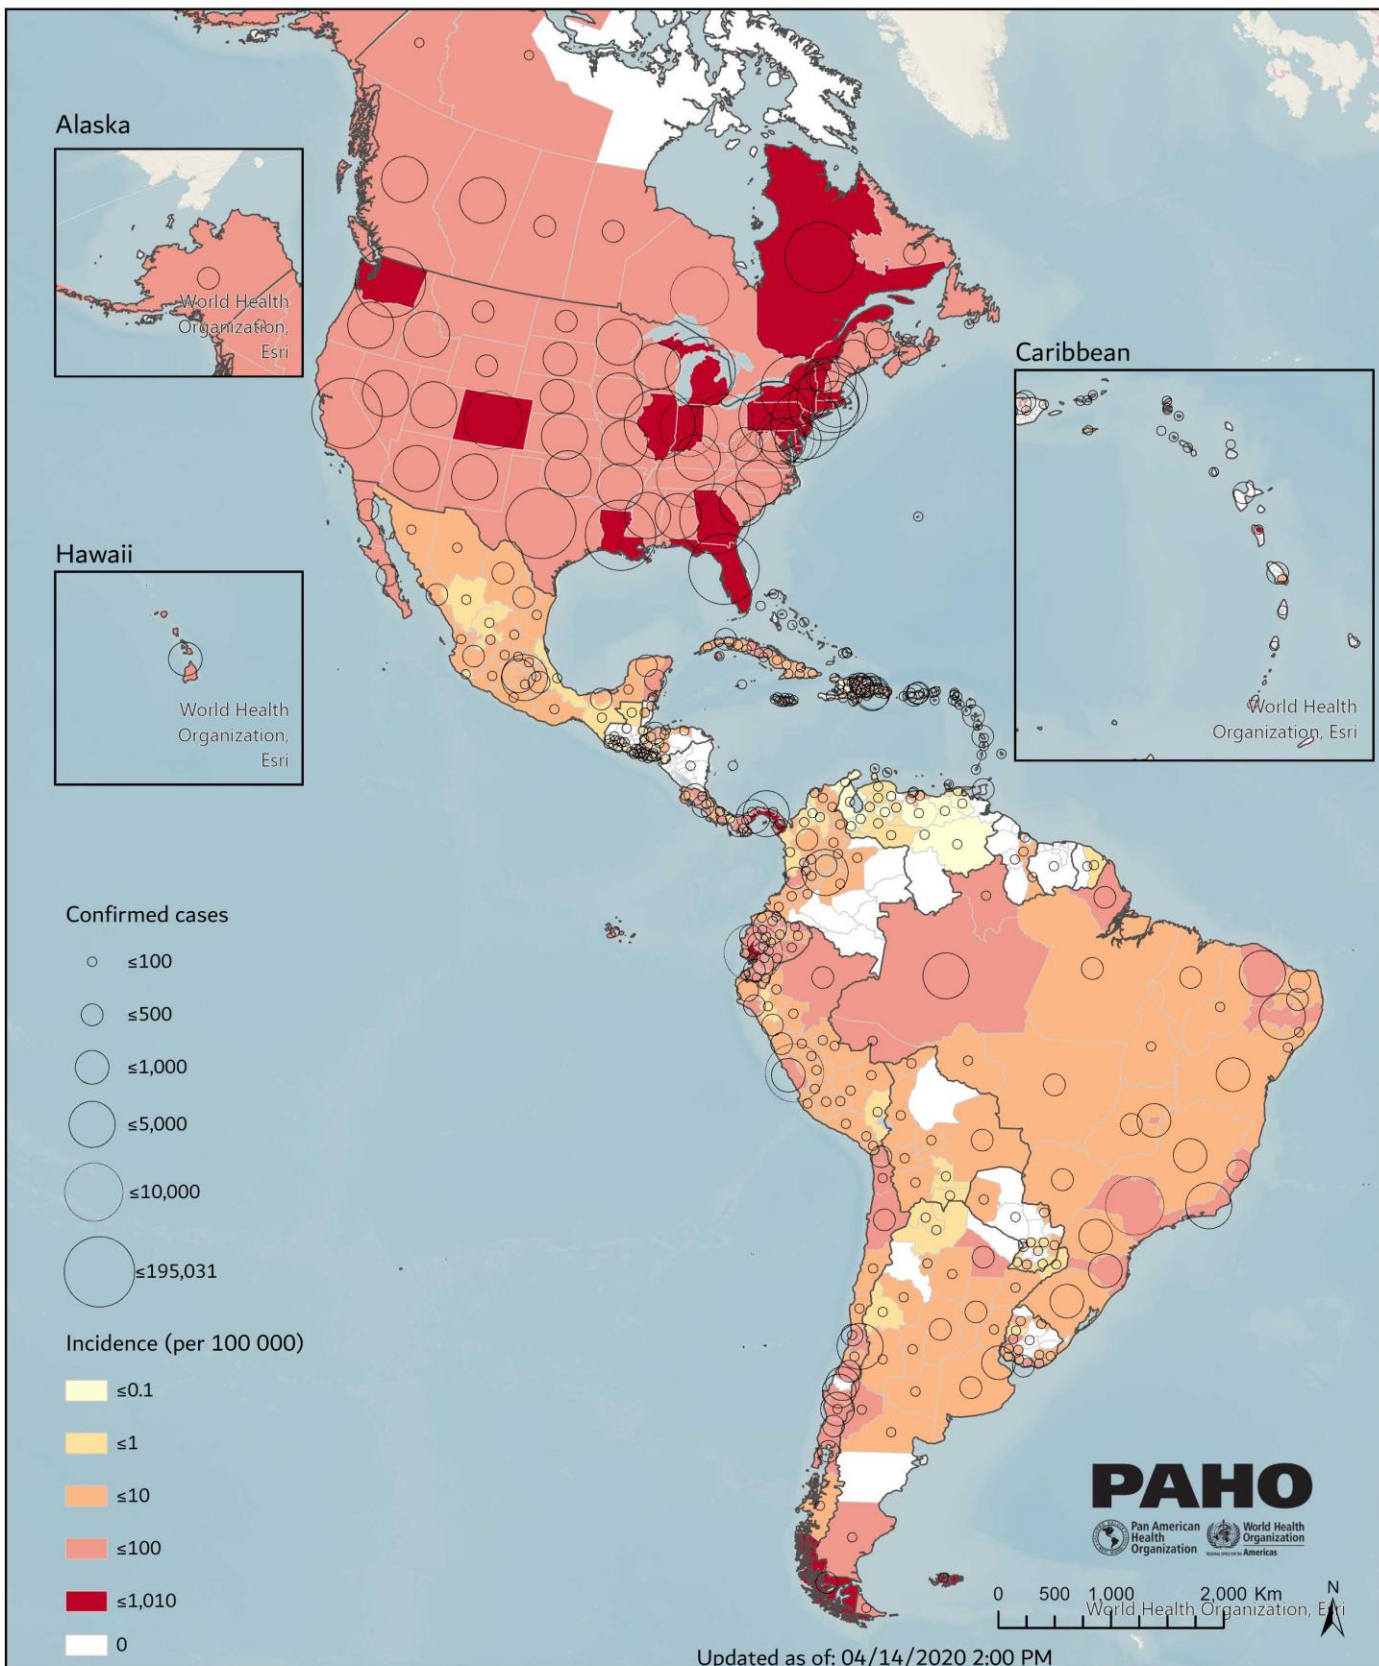 Alaska
World Health
Organization,
Esri
Caribbean
World Health
Organization, Esri
Hawaii
World Health
Organization,
Esri
Confirmed cases
≤100
≤500
≤1,000
≤5,000
≤10,000
≤195,031
Incidence (per 100 000)
≤0.1
≤1
≤10
≤100
≤1,010
0
PAHO
Pan American
Health
Organization
World Health
Organization
Americas
0 500 1,000 2,000 Km
N
World Health Organization, Esri
Updated as of: 04/14/2020 2:00 PM